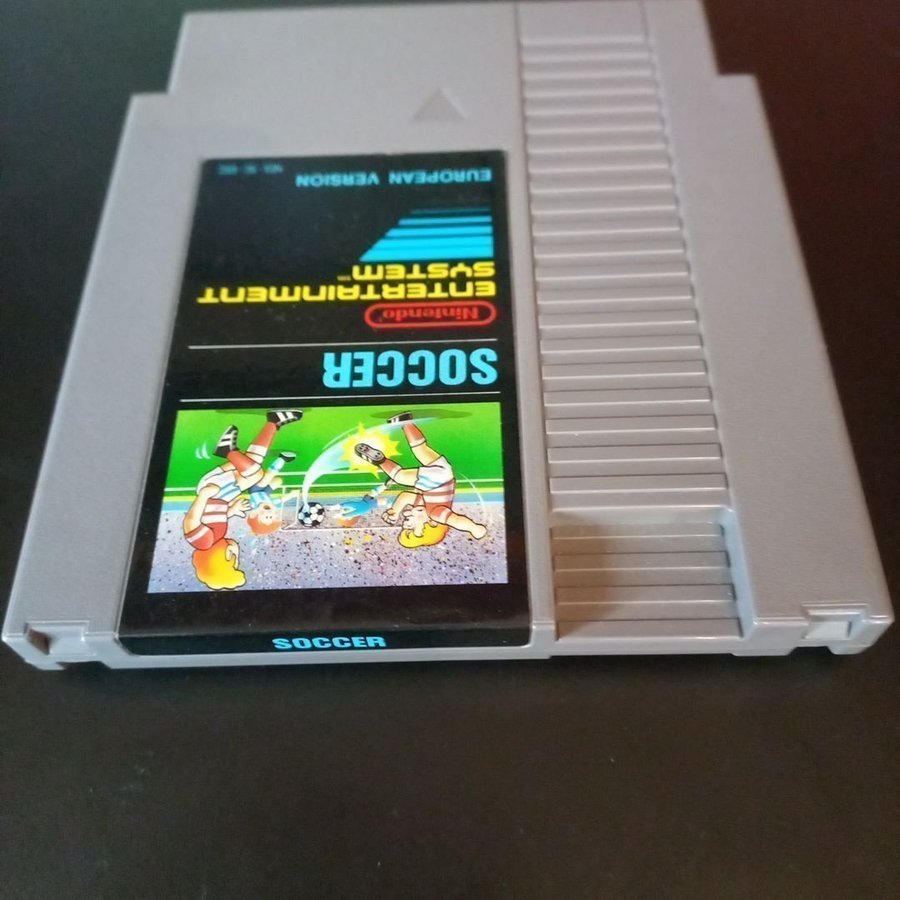 SOCCER
Nintendo®
ENTERTAINMENT
SYSTEM™
EUROPEAN VERSION
SOCCER